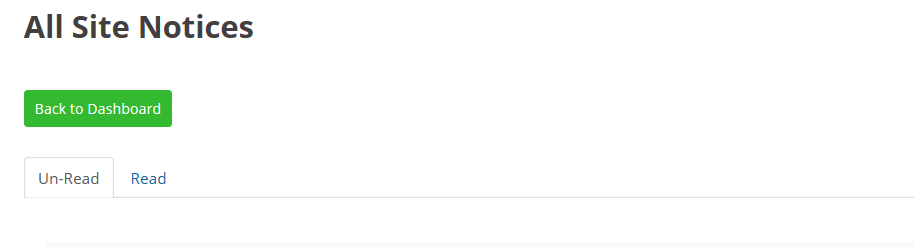 All Site Notices
Back to Dashboard
Un-Read
Read